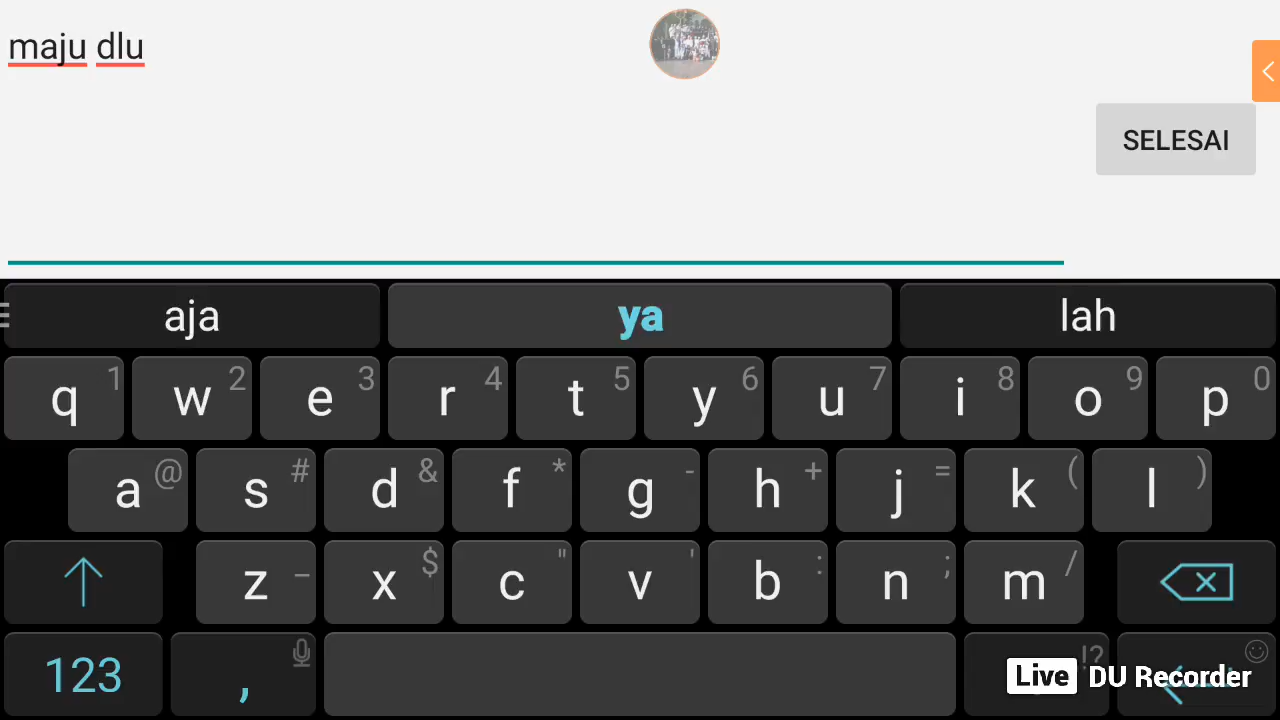 maju dlu
SELESAI
aja ya lah
q 1 w 2 e 3 r 4 t 5 y 6 u 7 i 8 o 9 p 0
a @ s # d & f * g - h + j = k ( l )
z _ x $ c " v ' b : n ; m /
123 , !?
Live DU Recorder